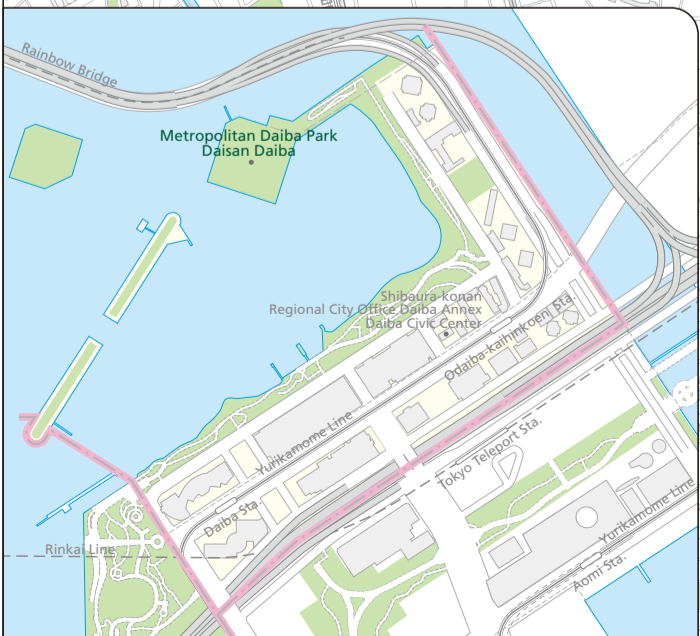 Rainbow Bridge
Metropolitan Daiba Park
Daisan Daiba
Shibaura-konan
Regional City Office Daiba Annex
Daiba Civic Center
Odaiba-kaihinkoen Sta.
Yurikamome Line
Tokyo Teleport Sta.
Daiba Sta.
Rinkai Line
Yurikamome Line
Aomi Sta.